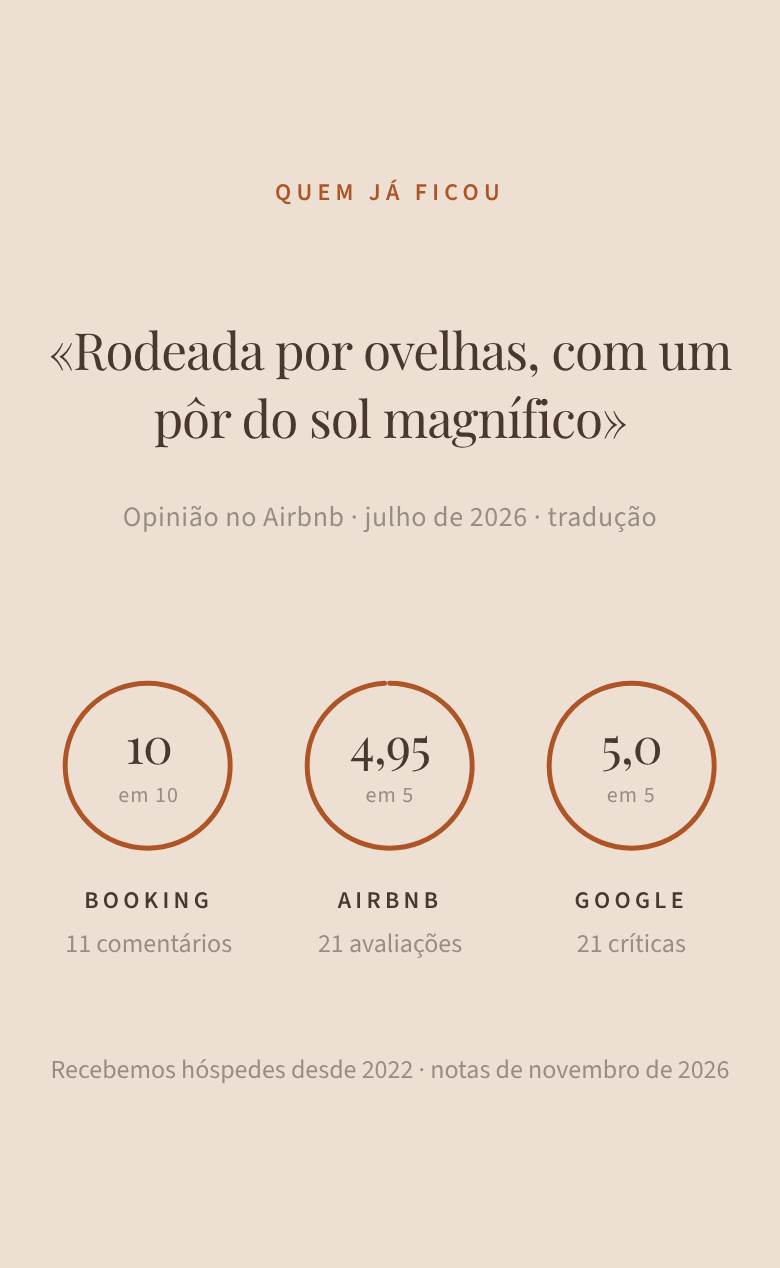 QUEM JÁ FICOU
«Rodeada por ovelhas, com um
pôr do sol magnífico»
Opinião no Airbnb · julho de 2026 · tradução
10
em 10
BOOKING
11 comentários
4,95
em 5
AIRBNB
21 avaliações
5,0
em 5
GOOGLE
21 críticas
Recebemos hóspedes desde 2022 · notas de novembro de 2026